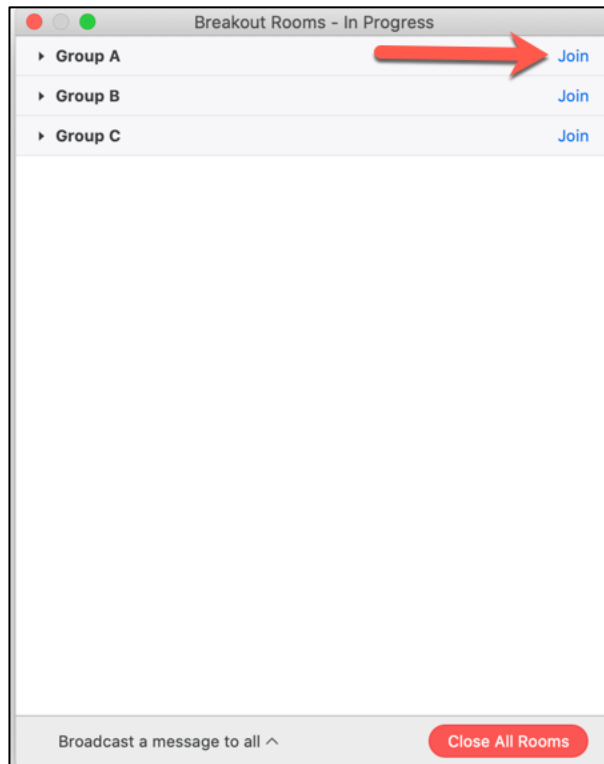 Breakout Rooms - In Progress
Group A Join
Group B Join
Group C Join
Broadcast a message to all Close All Rooms